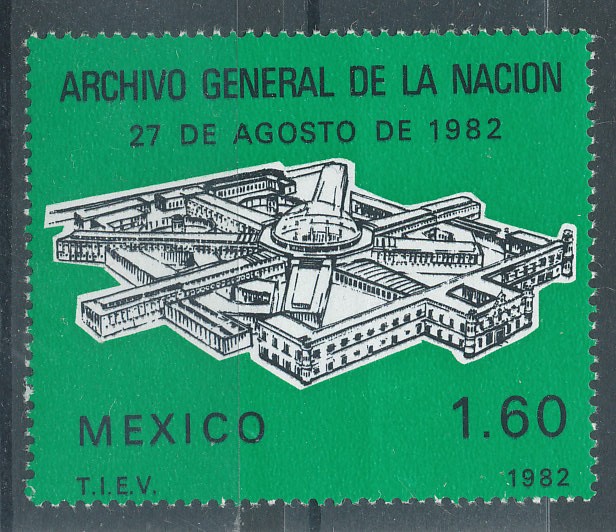 ARCHIVO GENERAL DE LA NACION
27 DE AGOSTO DE 1982
MEXICO
1.60
T.I.E.V.
1982